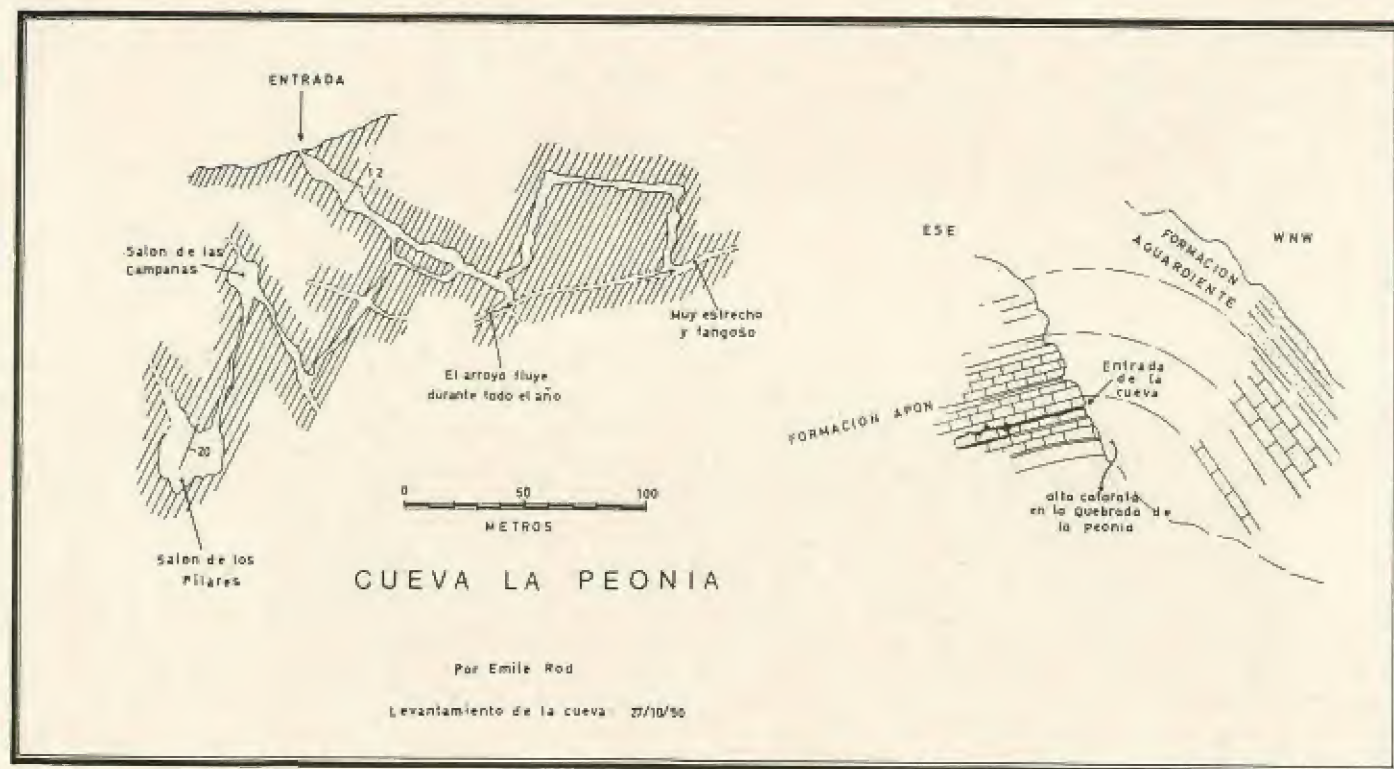 ENTRADA
12
Salon de las
Campanas
Muy estrecho
y fangoso
El arroyo fluye
durante todo el año
20
Salon de los
Pilares
0 50 100
METROS
CUEVA LA PEONIA
Por Emile Rod
Levantamiento de la cueva 27/10/50
ESE
WNW
FORMACION
AGUARDIENTE
Entrada
de la
cueva
FORMACION APON
alta catarata
en la Quebrada de
la Peonia